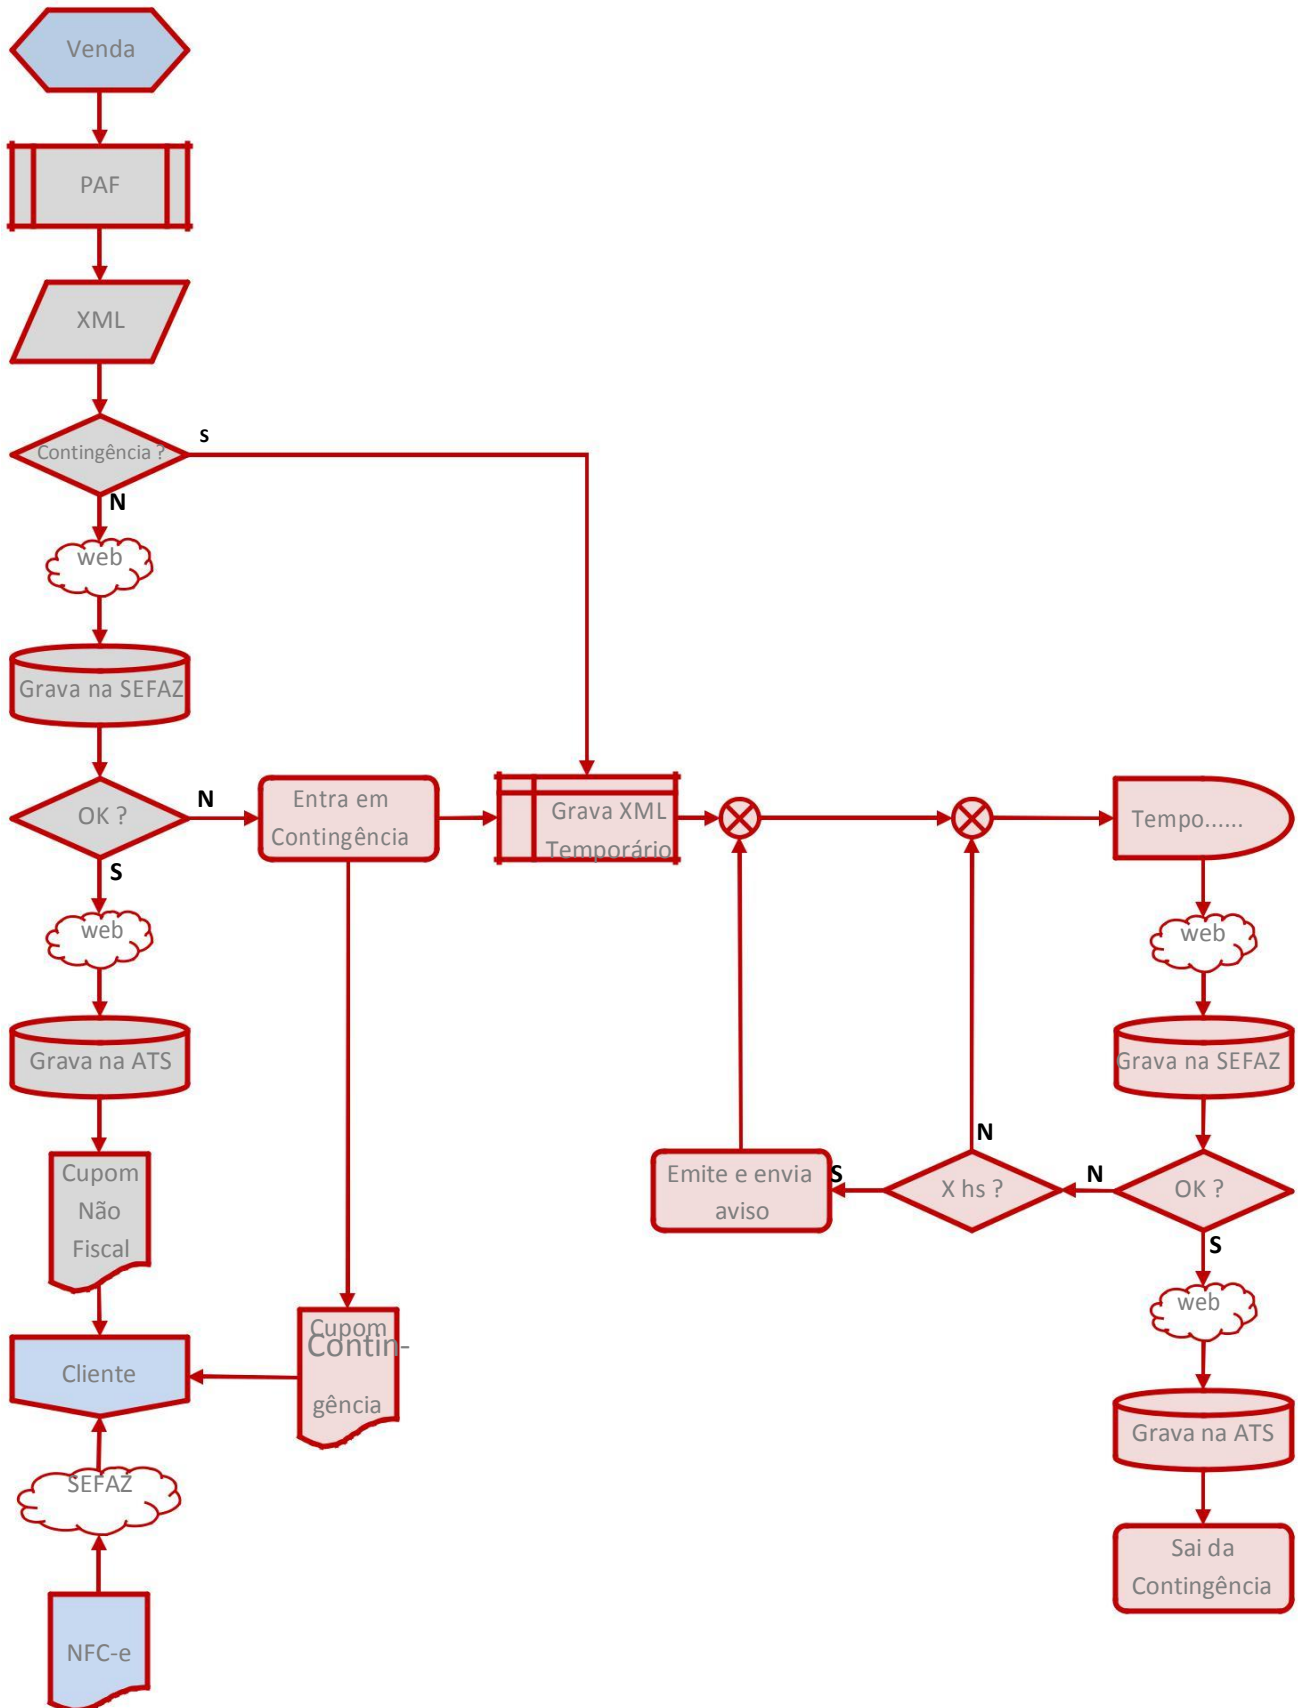 Venda
PAF
XML
Contingência ?
S
N
web
Grava na SEFAZ
OK ?
N
S
Entra em
Contingência
Grava XML
Temporário
Tempo......
web
Grava na ATS
web
Grava na SEFAZ
Cupom
Não
Fiscal
Emite e envia
aviso
S
X hs ?
N
N
OK ?
S
web
Cupom
Contin-
gência
Cliente
Grava na ATS
SEFAZ
Sai da
Contingência
NFC-e